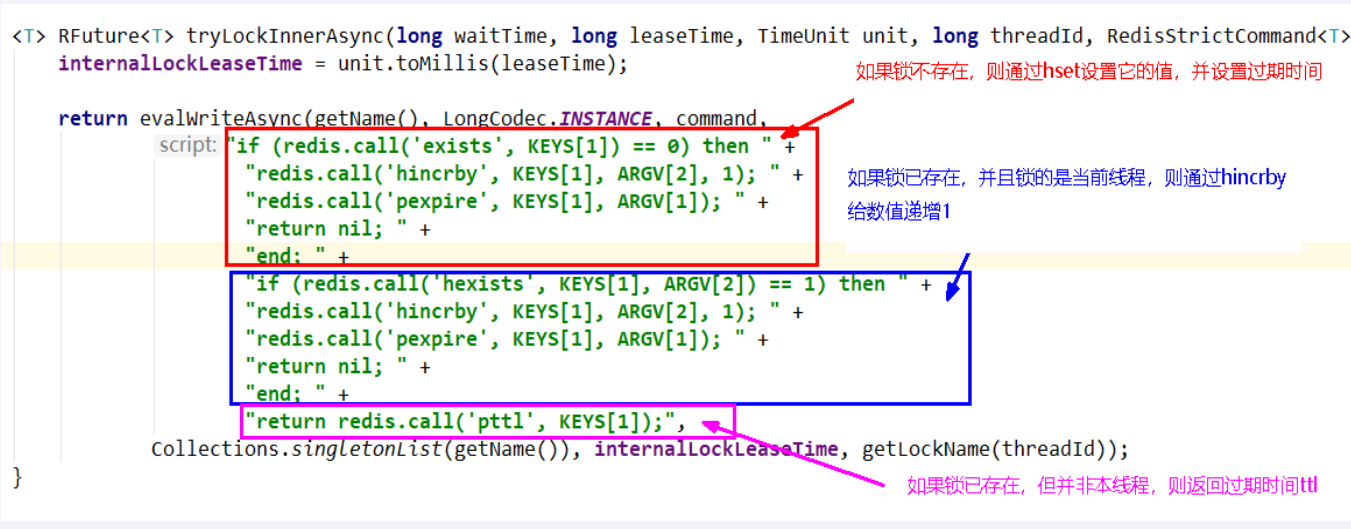 <T> RFuture<T> tryLockInnerAsync(long waitTime, long leaseTime, TimeUnit unit, long threadId, RedisStrictCommand<T>
internalLockLeaseTime = unit.toMillis(leaseTime);
如果锁不存在，则通过hset设置它的值，并设置过期时间
return evalWriteAsync(getName(), LongCodec.INSTANCE, command,
script: "if (redis.call('exists', KEYS[1]) == 0) then " +
"redis.call('hincrby', KEYS[1], ARGV[2], 1); " +
"redis.call('pexpire', KEYS[1], ARGV[1]); " +
"return nil; " +
"end; " +
如果锁已存在，并且锁的是当前线程，则通过hincrby
给数值递增1
"if (redis.call('hexists', KEYS[1], ARGV[2]) == 1) then " +
"redis.call('hincrby', KEYS[1], ARGV[2], 1); " +
"redis.call('pexpire', KEYS[1], ARGV[1]); " +
"return nil; " +
"end; " +
"return redis.call('pttl', KEYS[1]);",
Collections.singletonList(getName()), internalLockLeaseTime, getLockName(threadId));
}
如果锁已存在，但并非本线程，则返回过期时间ttl